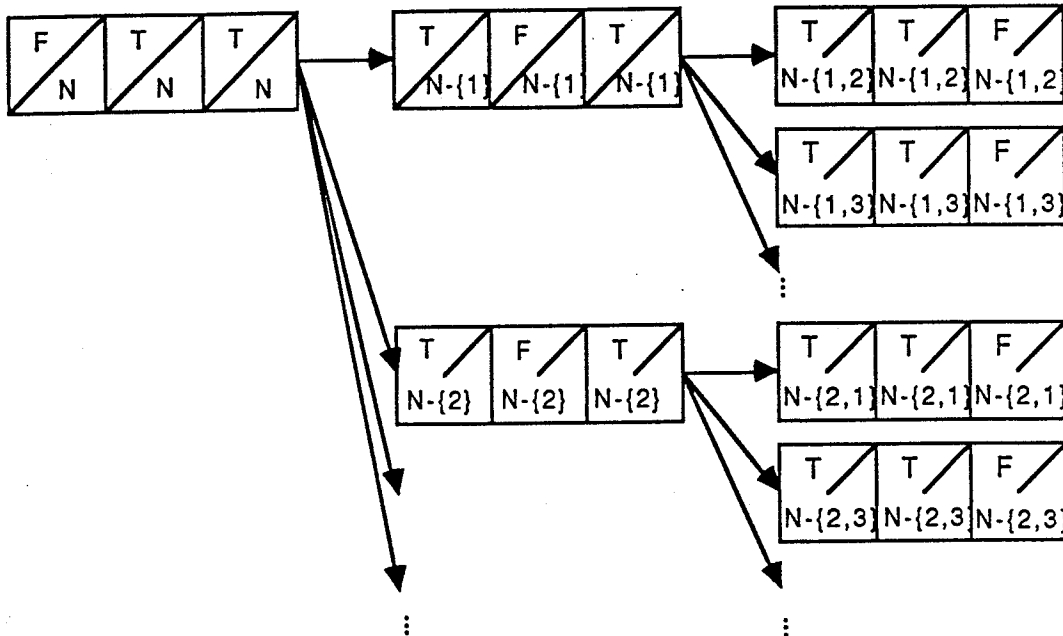 F T T
N N N
T F T
N-{1} N-{1} N-{1}
T T F
N-{1,2} N-{1,2} N-{1,2}
T T F
N-{1,3} N-{1,3} N-{1,3}
...
T F T
N-{2} N-{2} N-{2}
T T F
N-{2,1} N-{2,1} N-{2,1}
T T F
N-{2,3} N-{2,3} N-{2,3}
...
...